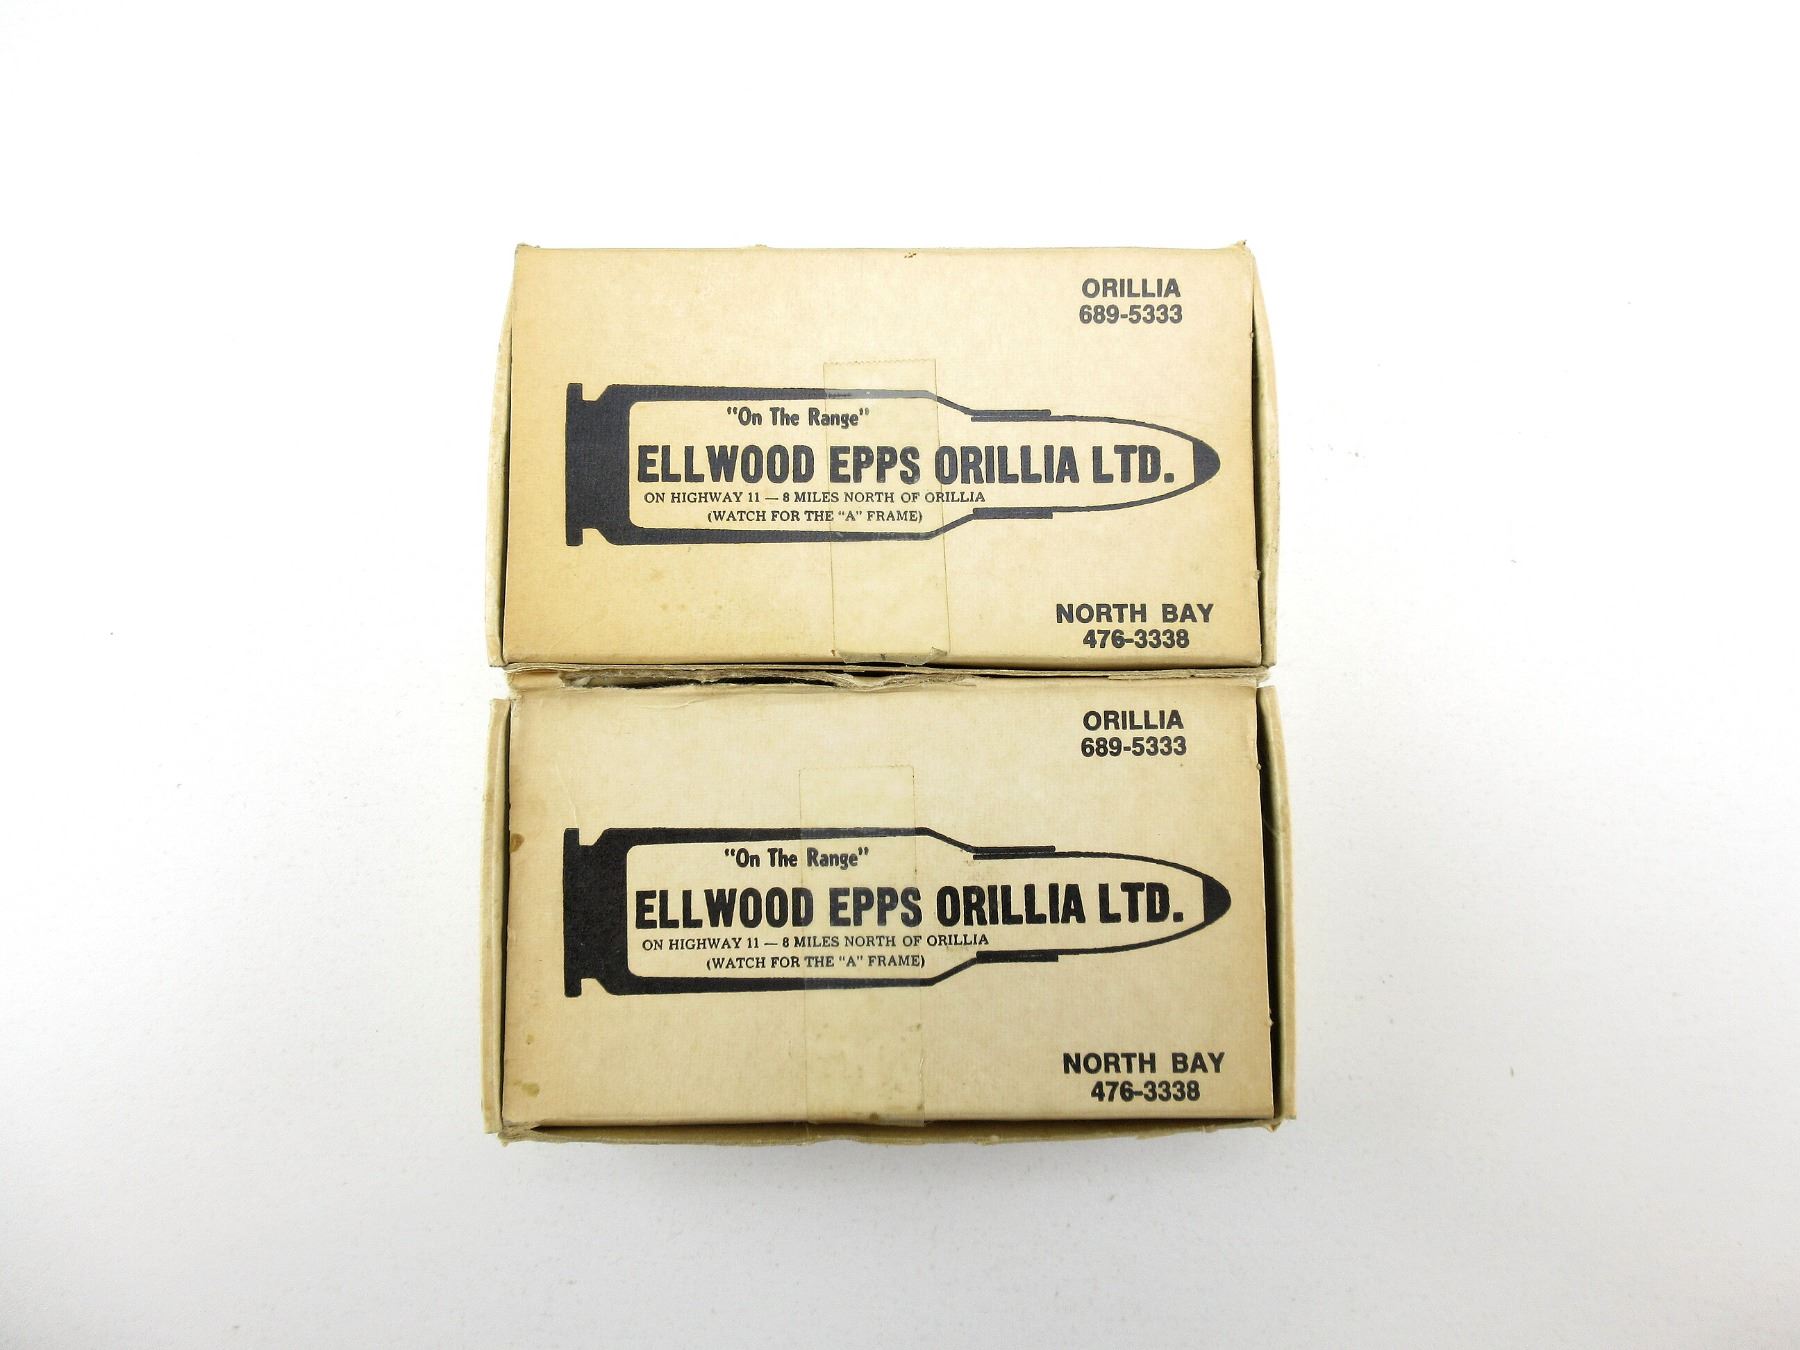 ORILLIA
689-5333
"On The Range"
ELLWOOD EPPS ORILLIA LTD.
ON HIGHWAY 11 — 8 MILES NORTH OF ORILLIA
(WATCH FOR THE "A" FRAME)
NORTH BAY
476-3338
ORILLIA
689-5333
"On The Range"
ELLWOOD EPPS ORILLIA LTD.
ON HIGHWAY 11 — 8 MILES NORTH OF ORILLIA
(WATCH FOR THE "A" FRAME)
NORTH BAY
476-3338